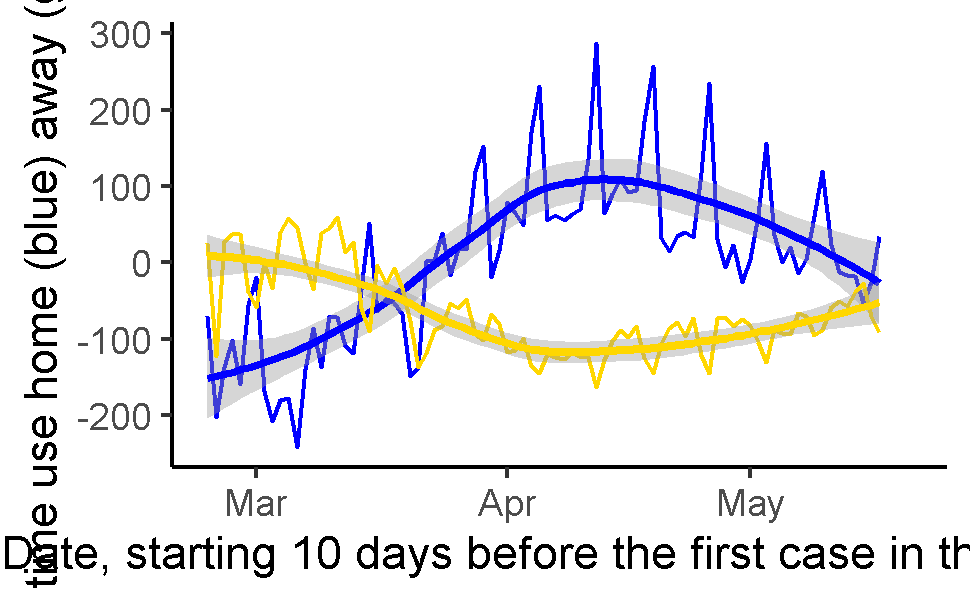 time use home (blue) away (
300
200
100
0
-100
-200
Mar Apr May
Date, starting 10 days before the first case in th